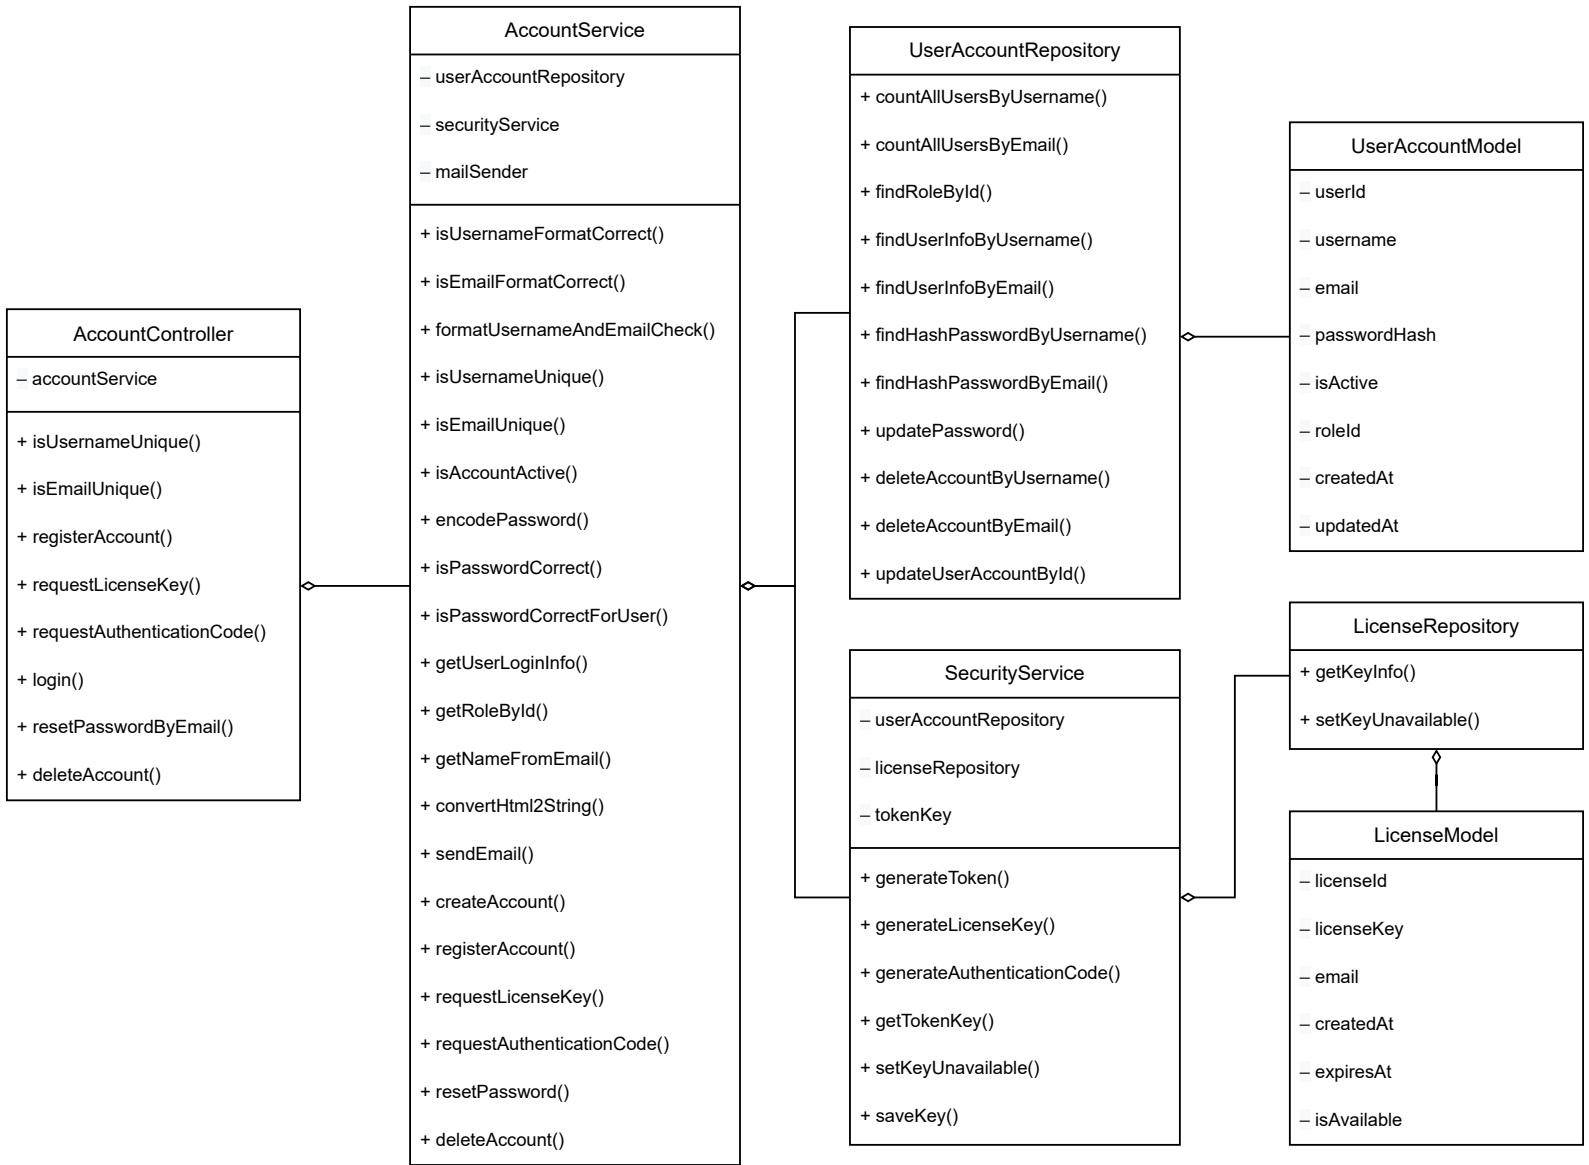 AccountController
– accountService
+ isUsernameUnique()
+ isEmailUnique()
+ registerAccount()
+ requestLicenseKey()
+ requestAuthenticationCode()
+ login()
+ resetPasswordByEmail()
+ deleteAccount()
AccountService
– userAccountRepository
– securityService
– mailSender
+ isUsernameFormatCorrect()
+ isEmailFormatCorrect()
+ formatUsernameAndEmailCheck()
+ isUsernameUnique()
+ isEmailUnique()
+ isAccountActive()
+ encodePassword()
+ isPasswordCorrect()
+ isPasswordCorrectForUser()
+ getUserLoginInfo()
+ getRoleById()
+ getNameFromEmail()
+ convertHtml2String()
+ sendEmail()
+ createAccount()
+ registerAccount()
+ requestLicenseKey()
+ requestAuthenticationCode()
+ resetPassword()
+ deleteAccount()
UserAccountRepository
+ countAllUsersByUsername()
+ countAllUsersByEmail()
+ findRoleById()
+ findUserInfoByUsername()
+ findUserInfoByEmail()
+ findHashPasswordByUsername()
+ findHashPasswordByEmail()
+ updatePassword()
+ deleteAccountByUsername()
+ deleteAccountByEmail()
+ updateUserAccountById()
SecurityService
– userAccountRepository
– licenseRepository
– tokenKey
+ generateToken()
+ generateLicenseKey()
+ generateAuthenticationCode()
+ getTokenKey()
+ setKeyUnavailable()
+ saveKey()
UserAccountModel
– userId
– username
– email
– passwordHash
– isActive
– roleId
– createdAt
– updatedAt
LicenseRepository
+ getKeyInfo()
+ setKeyUnavailable()
LicenseModel
– licenseId
– licenseKey
– email
– createdAt
– expiresAt
– isAvailable